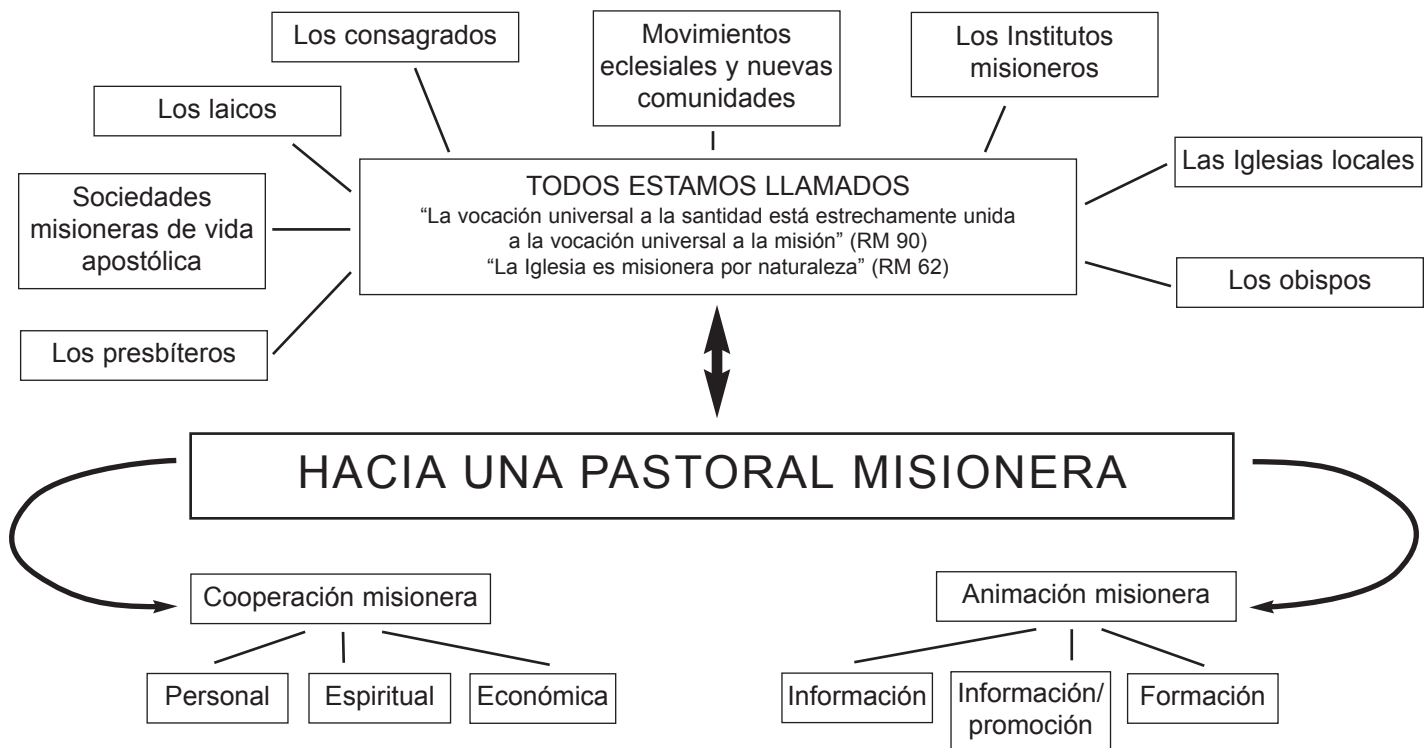 Los consagrados
Movimientos
eclesiales y nuevas
comunidades
Los Institutos
misioneros
Los laicos
Las Iglesias locales
Sociedades
misioneras de vida
apostólica
TODOS ESTAMOS LLAMADOS
“La vocación universal a la santidad está estrechamente unida
a la vocación universal a la misión” (RM 90)
“La Iglesia es misionera por naturaleza” (RM 62)
Los obispos
Los presbíteros
HACIA UNA PASTORAL MISIONERA
Cooperación misionera
Animación misionera
Personal
Espiritual
Económica
Información
Información/
promoción
Formación